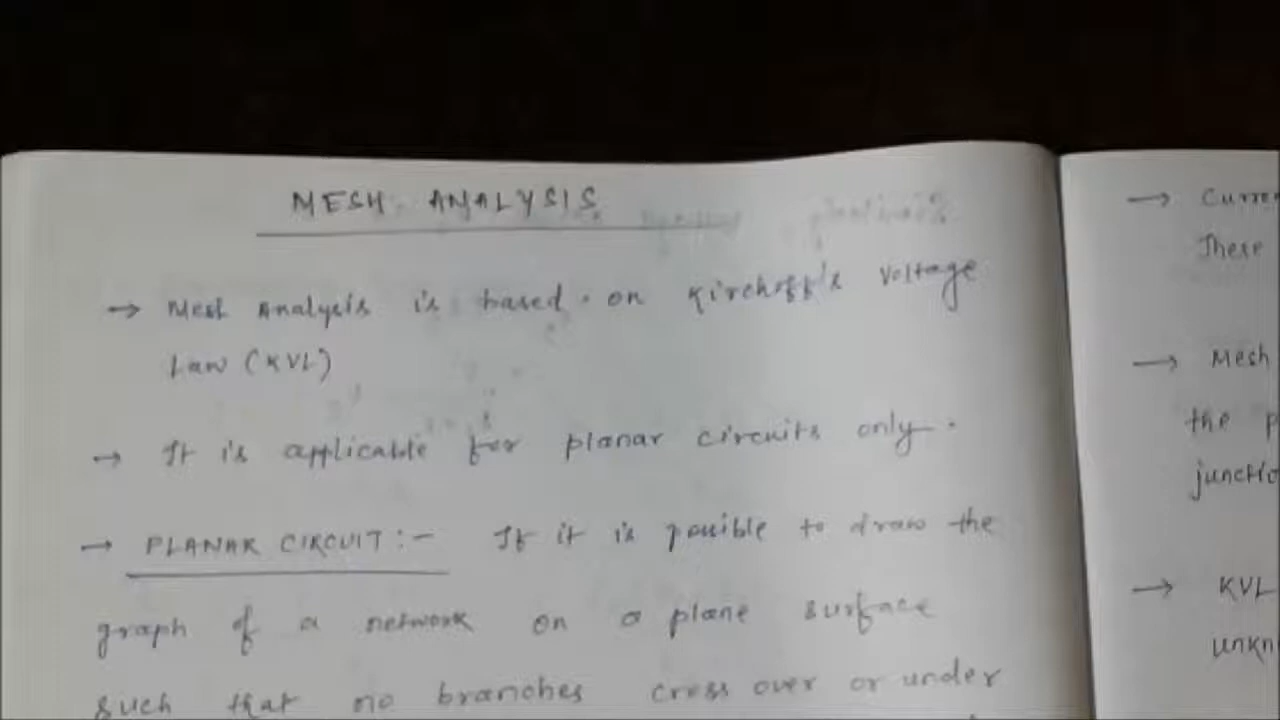 MESH ANALYSIS
→ Mesh Analysis is based on Kirchoff's Voltage
Law (KVL)
→ It is applicable for planar circuits only.
→ PLANAR CIRCUIT :- If it is possible to draw the
graph of a network on a plane surface
such that no branches cross over or under
→ Curre
These
→ Mesh
the p
junctio
→ KVL
unkn